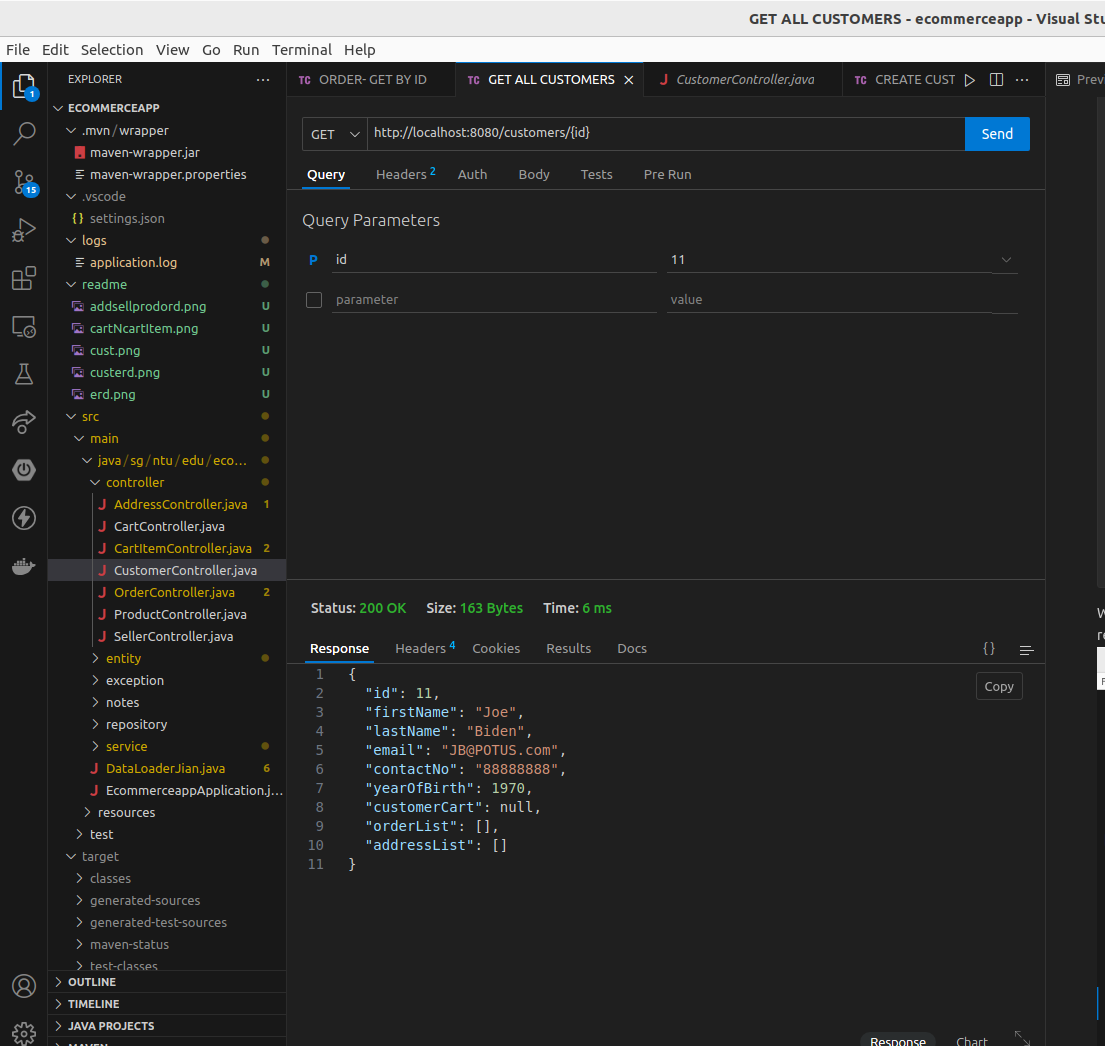 GET ALL CUSTOMERS - ecommerceapp - Visual Stu
File Edit Selection View Go Run Terminal Help
EXPLORER ...
1
15
ECOMMERCEAPP
.mvn / wrapper
maven-wrapper.jar
maven-wrapper.properties
.vscode
{} settings.json
logs
application.log M
readme
addsellprodord.png U
cartNcartItem.png U
cust.png U
custerd.png U
erd.png U
src
main
java / sg / ntu / edu / eco...
controller
J AddressController.java 1
J CartController.java
J CartItemController.java 2
J CustomerController.java
J OrderController.java 2
J ProductController.java
J SellerController.java
entity
exception
notes
repository
service
J DataLoaderJian.java 6
J EcommerceappApplication.j...
resources
test
target
classes
generated-sources
generated-test-sources
maven-status
test-classes
OUTLINE
TIMELINE
JAVA PROJECTS
MAVEN
TC ORDER- GET BY ID
TC GET ALL CUSTOMERS
J CustomerController.java
TC CREATE CUST
...
Prev
GET http://localhost:8080/customers/{id} Send
Query Headers 2 Auth Body Tests Pre Run
Query Parameters
P id 11
parameter value
Status: 200 OK Size: 163 Bytes Time: 6 ms
Response Headers 4 Cookies Results Docs {}
Copy
1 {
2 "id": 11,
3 "firstName": "Joe",
4 "lastName": "Biden",
5 "email": "JB@POTUS.com",
6 "contactNo": "88888888",
7 "yearOfBirth": 1970,
8 "customerCart": null,
9 "orderList": [],
10 "addressList": []
11 }
Response Chart